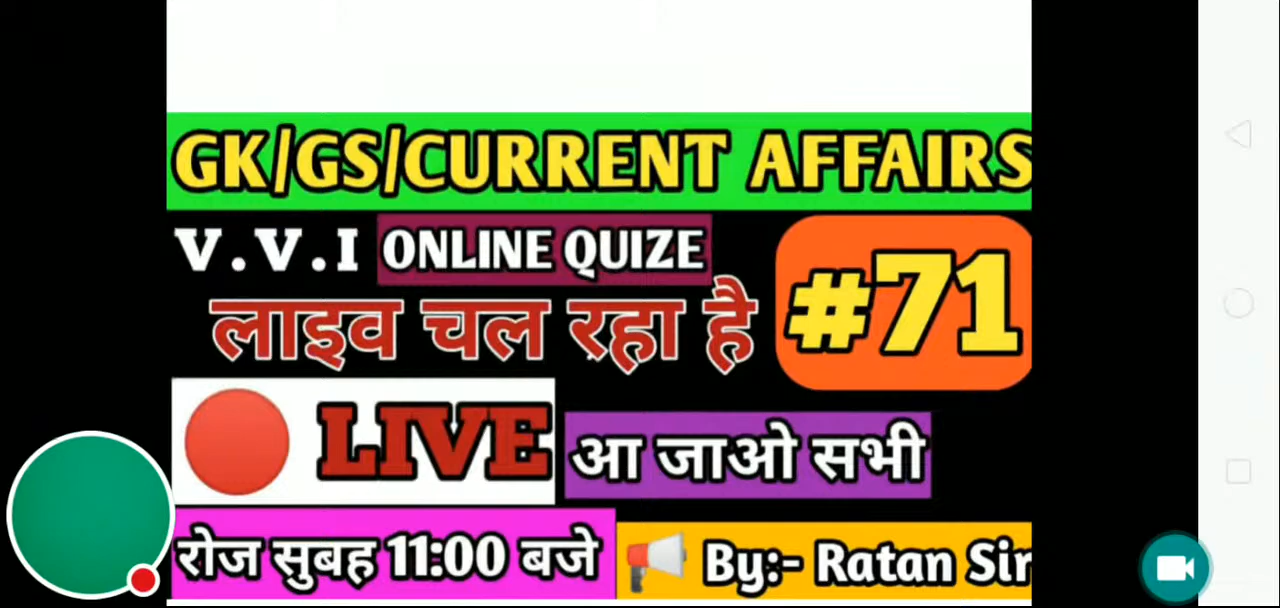 GK/GS/CURRENT AFFAIRS
V.V.I ONLINE QUIZE
लाइव चल रहा है #71
LIVE आ जाओ सभी
रोज सुबह 11:00 बजे By:- Ratan Sir